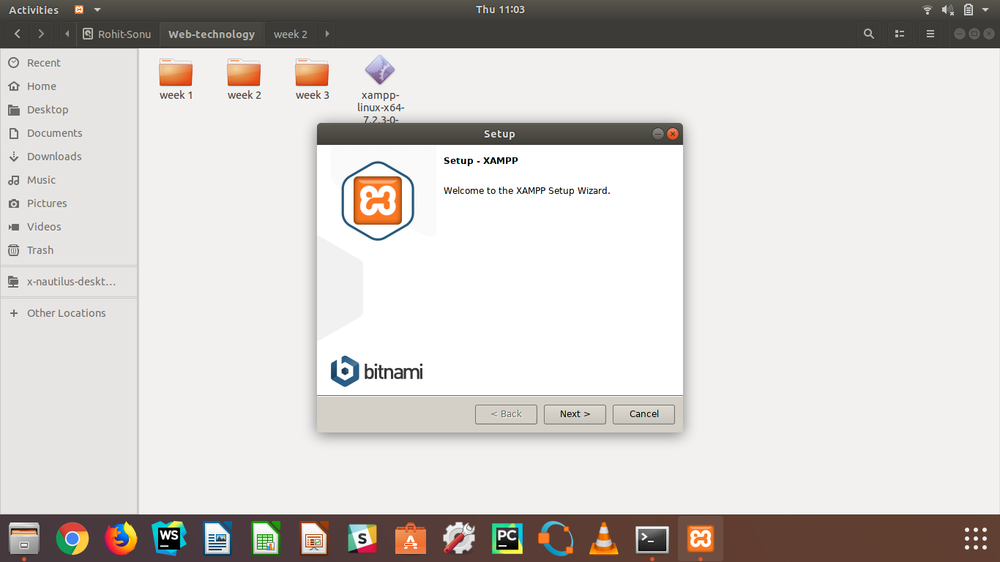 Activities
Thu 11:03
Rohit-Sonu
Web-technology
week 2
Recent
Home
Desktop
Documents
Downloads
Music
Pictures
Videos
Trash
x-nautilus-deskt…
Other Locations
week 1
week 2
week 3
xampp-
linux-x64-
7.2.3-0-
Setup
Setup - XAMPP
Welcome to the XAMPP Setup Wizard.
bitnami
< Back
Next >
Cancel
WS
S
A
PC
>_